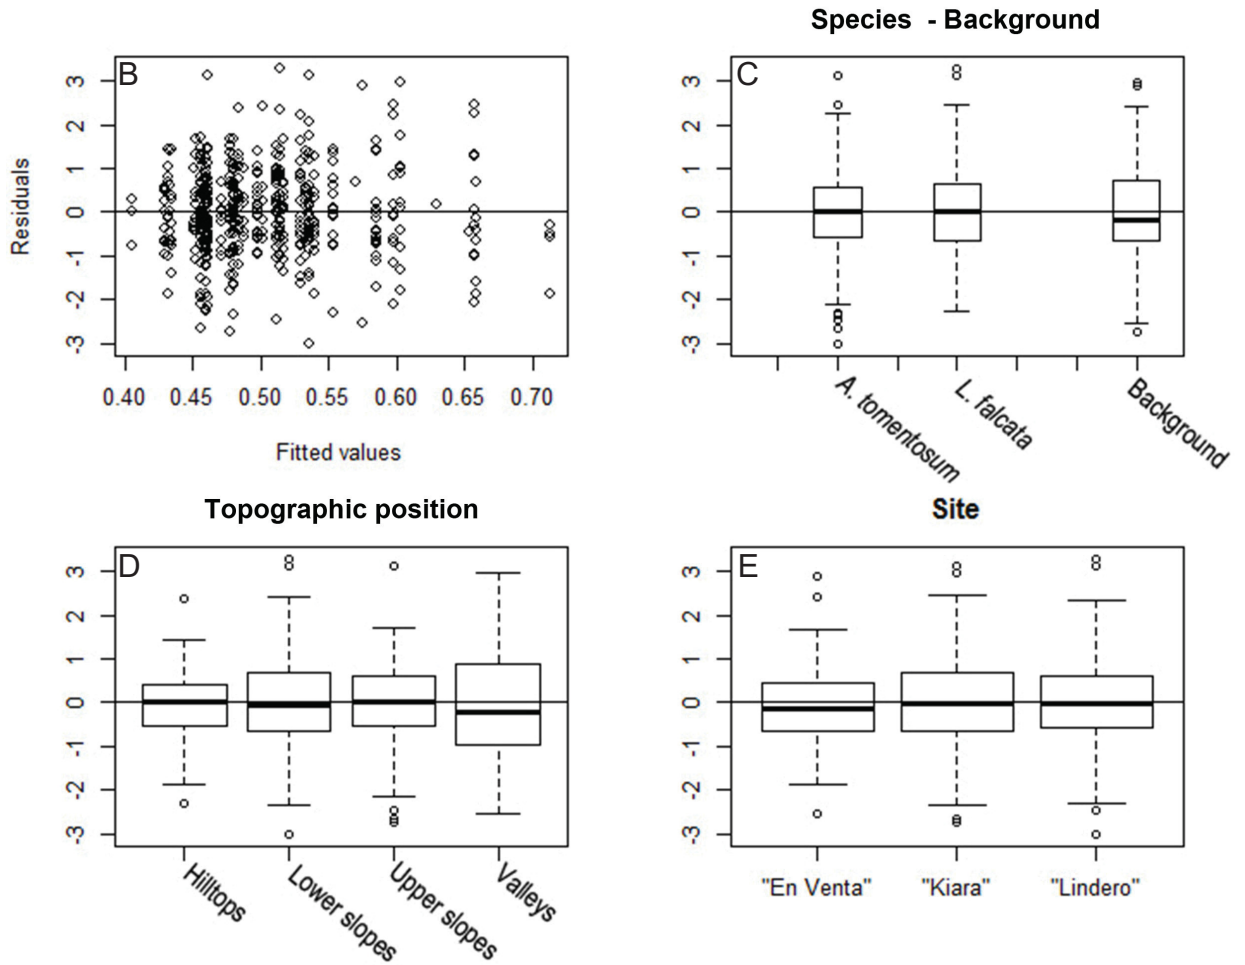 Species - Background
B
Residuals
3
2
1
0
-1
-2
-3
0.40 0.45 0.50 0.55 0.60 0.65 0.70
Fitted values
C
3
2
1
0
-1
-2
-3
A. tomentosum
L. falcata
Background
Topographic position
D
3
2
1
0
-1
-2
-3
Hilltops
Lower slopes
Upper slopes
Valleys
Site
E
3
2
1
0
-1
-2
-3
"En Venta" "Kiara" "Lindero"